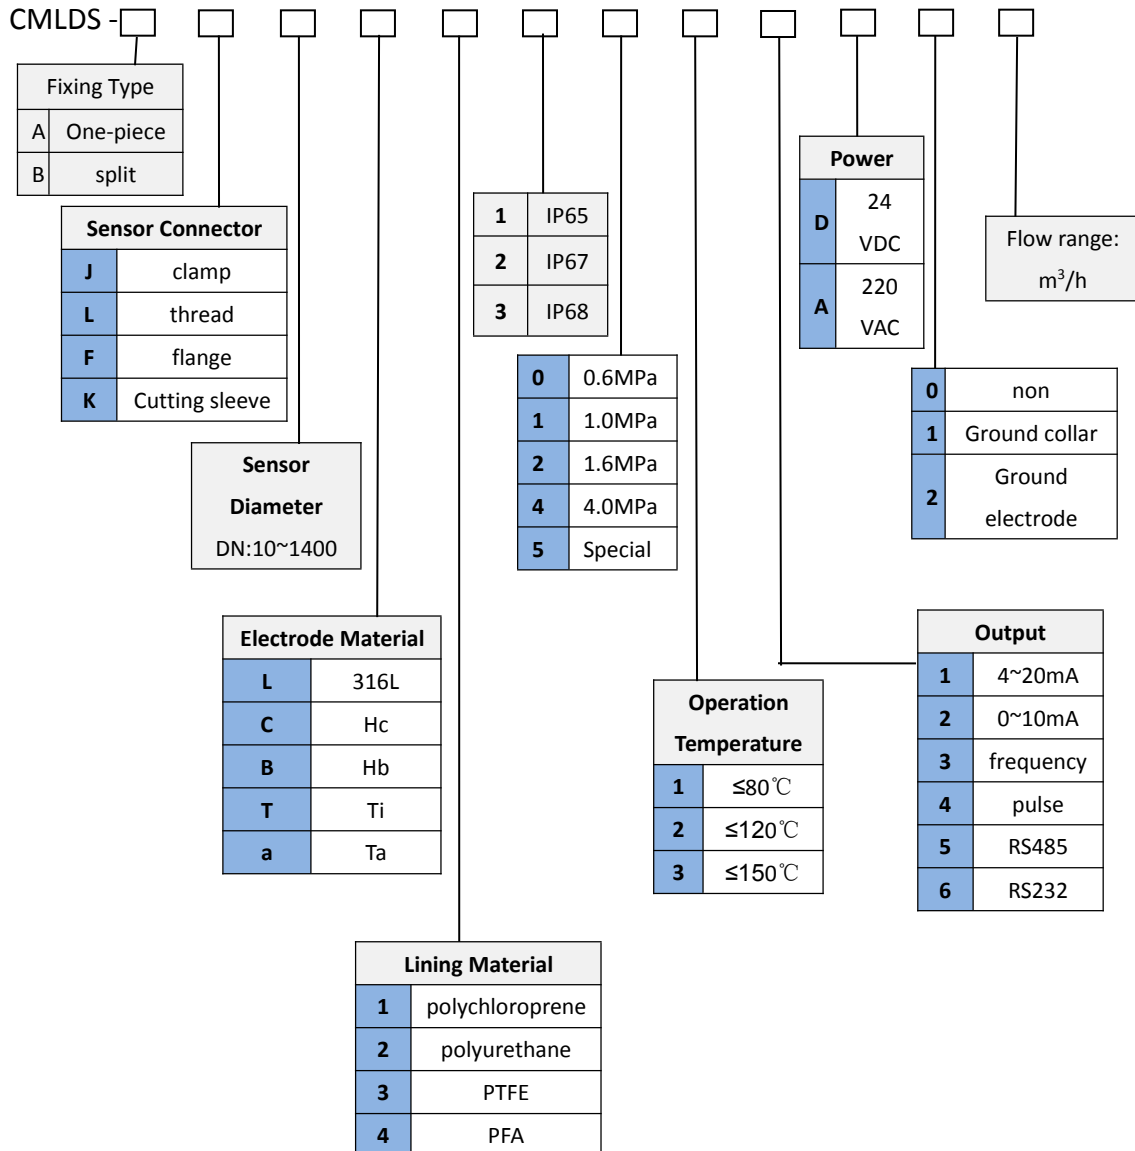 CMLDS -
Fixing Type
A One-piece
B split
Sensor Connector
J clamp
L thread
F flange
K Cutting sleeve
Sensor
Diameter
DN:10~1400
Electrode Material
L 316L
C Hc
B Hb
T Ti
a Ta
Lining Material
1 polychloroprene
2 polyurethane
3 PTFE
4 PFA
1 IP65
2 IP67
3 IP68
0 0.6MPa
1 1.0MPa
2 1.6MPa
4 4.0MPa
5 Special
Operation
Temperature
1 ≤80℃
2 ≤120℃
3 ≤150℃
Output
1 4~20mA
2 0~10mA
3 frequency
4 pulse
5 RS485
6 RS232
Power
D 24
VDC
A 220
VAC
0 non
1 Ground collar
2 Ground
electrode
Flow range:
m³/h